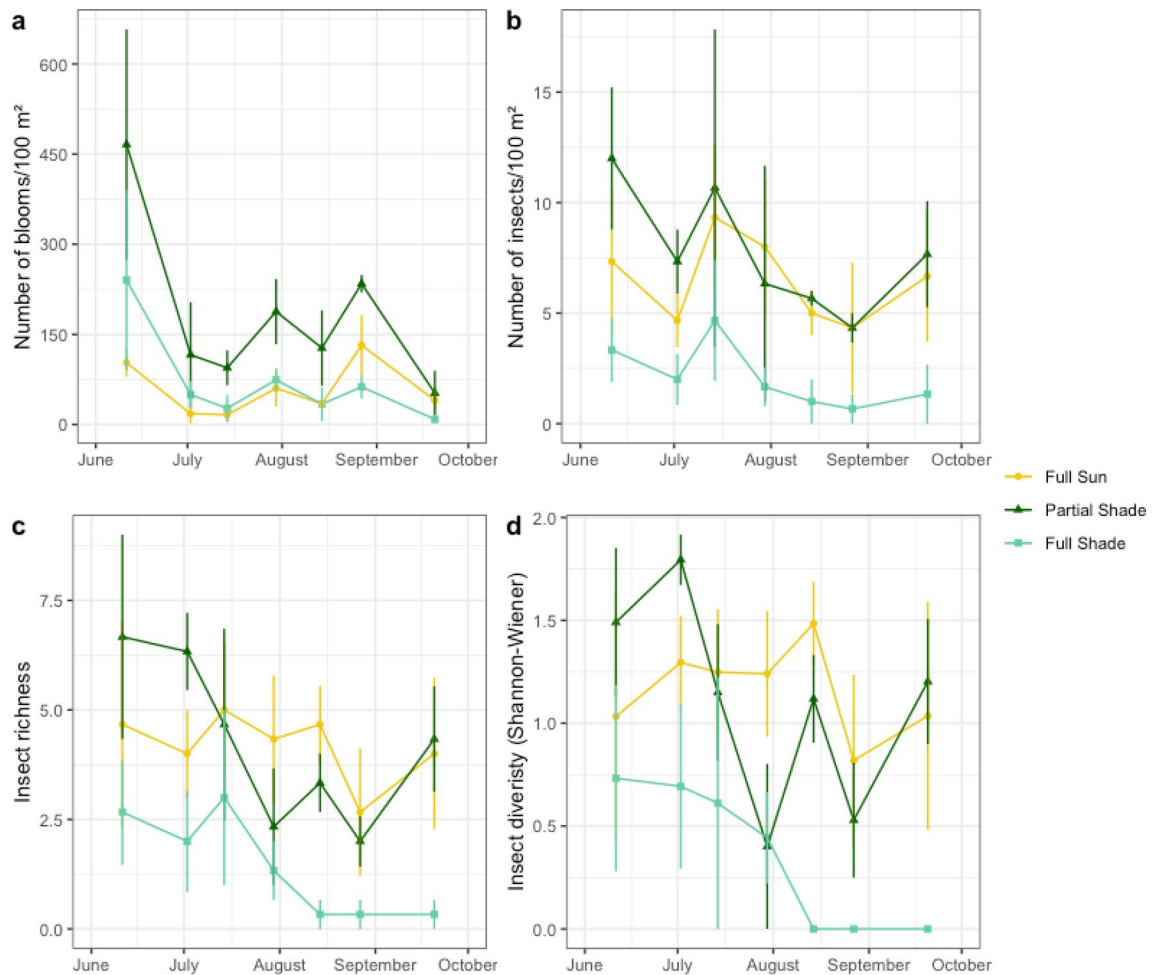 a
Number of blooms/100 m²
600
450
300
150
0
June July August September October
b
Number of insects/100 m²
15
10
5
0
June July August September October
Full Sun
Partial Shade
Full Shade
c
Insect richness
7.5
5.0
2.5
0.0
June July August September October
d
Insect diveristy (Shannon-Wiener)
2.0
1.5
1.0
0.5
0.0
June July August September October